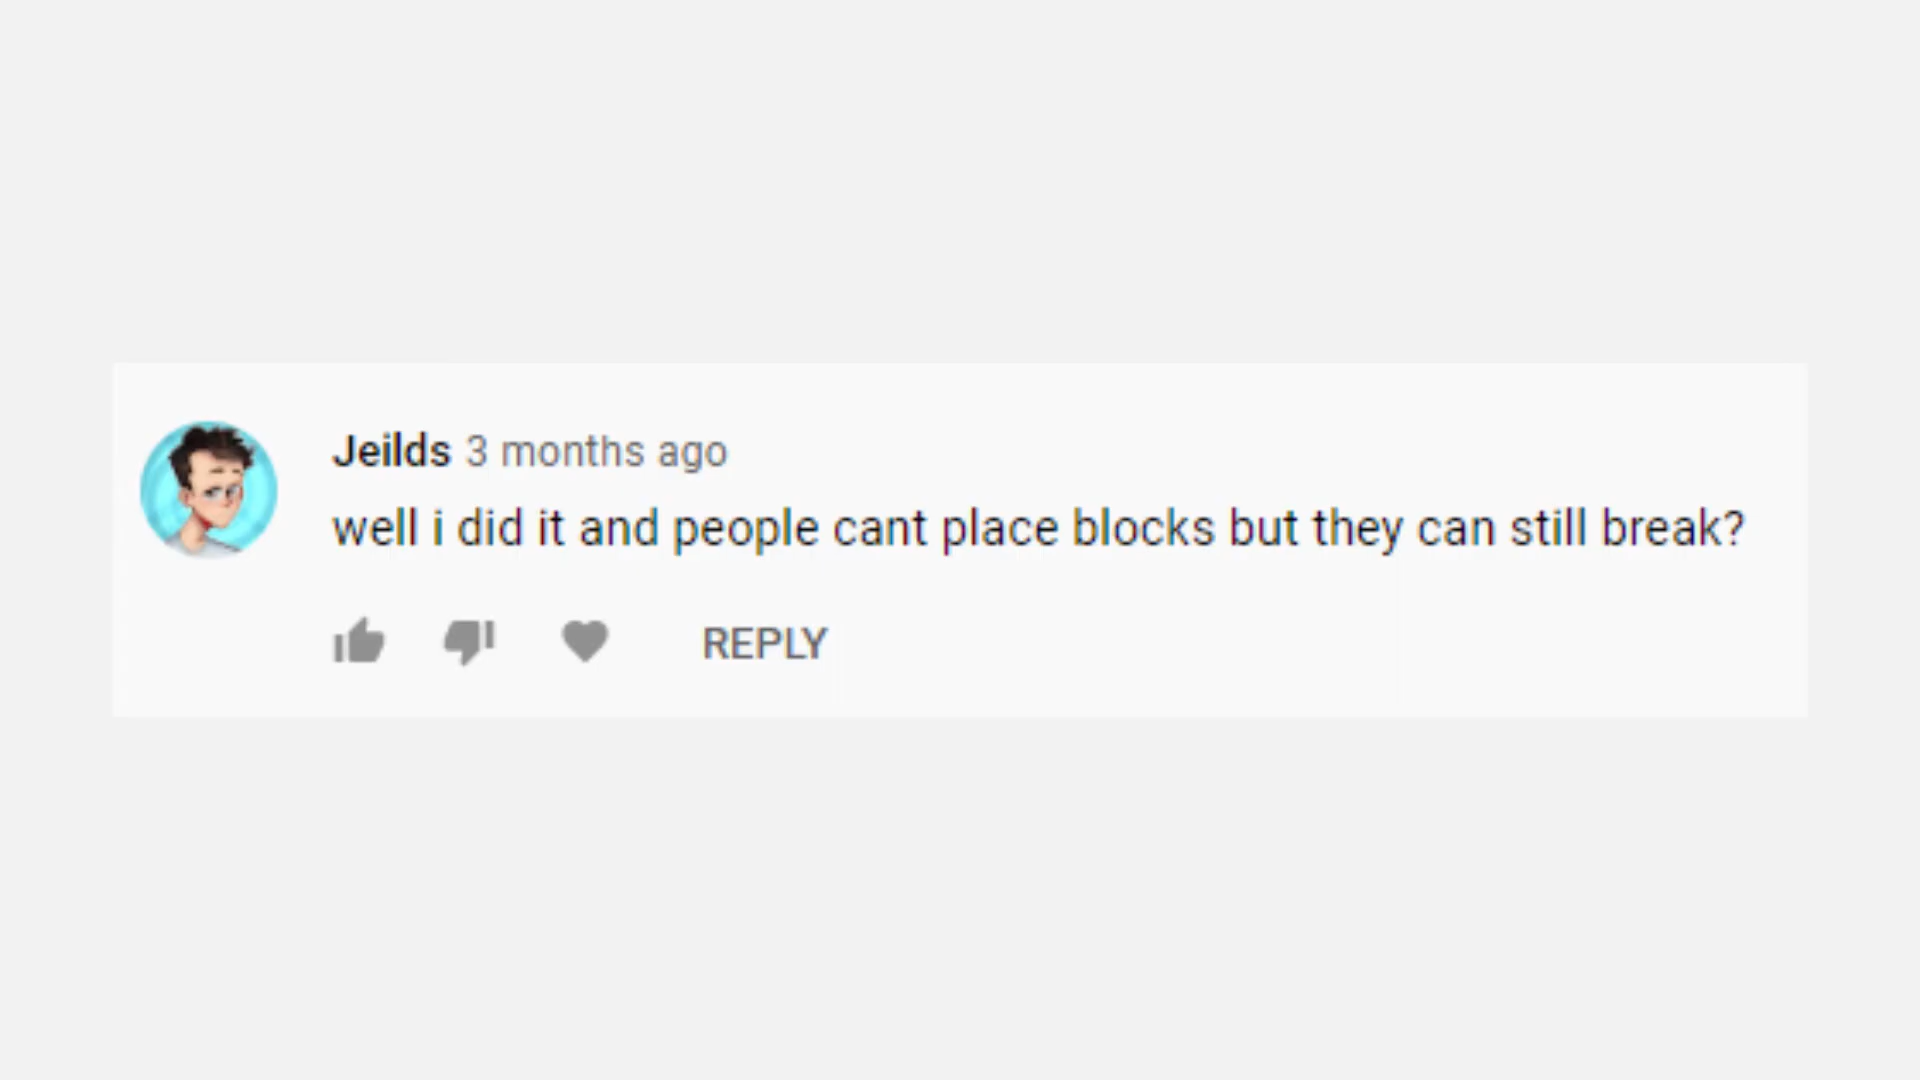 Jeilds 3 months ago
well i did it and people cant place blocks but they can still break?
REPLY